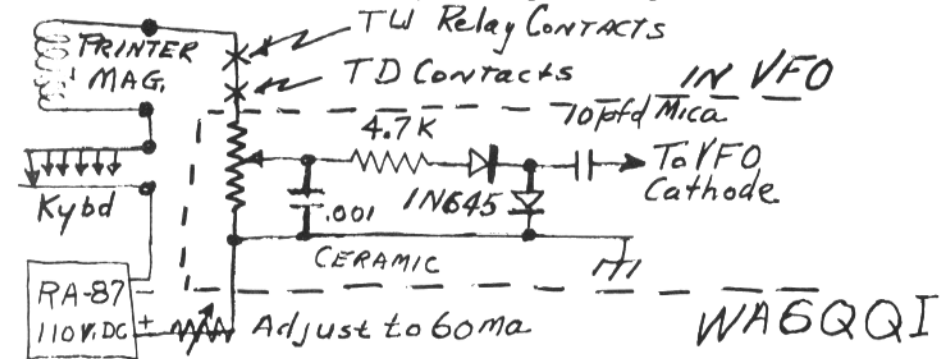 TW Relay Contacts
PRINTER
MAG.
TD Contacts
IN VFO
70pfd Mica
4.7K
To VFO
Cathode
Kybd
.001
1N645
CERAMIC
RA-87 -
110V.DC +
Adjust to 60ma
WA6QQI